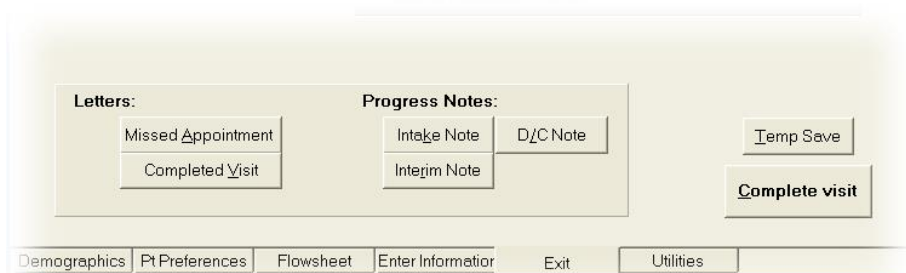 Letters: Progress Notes:
Missed Appointment Intake Note D/C Note
Temp Save
Completed Visit Interim Note
Complete visit
Demographics Pt Preferences Flowsheet Enter Informatior Exit Utilities